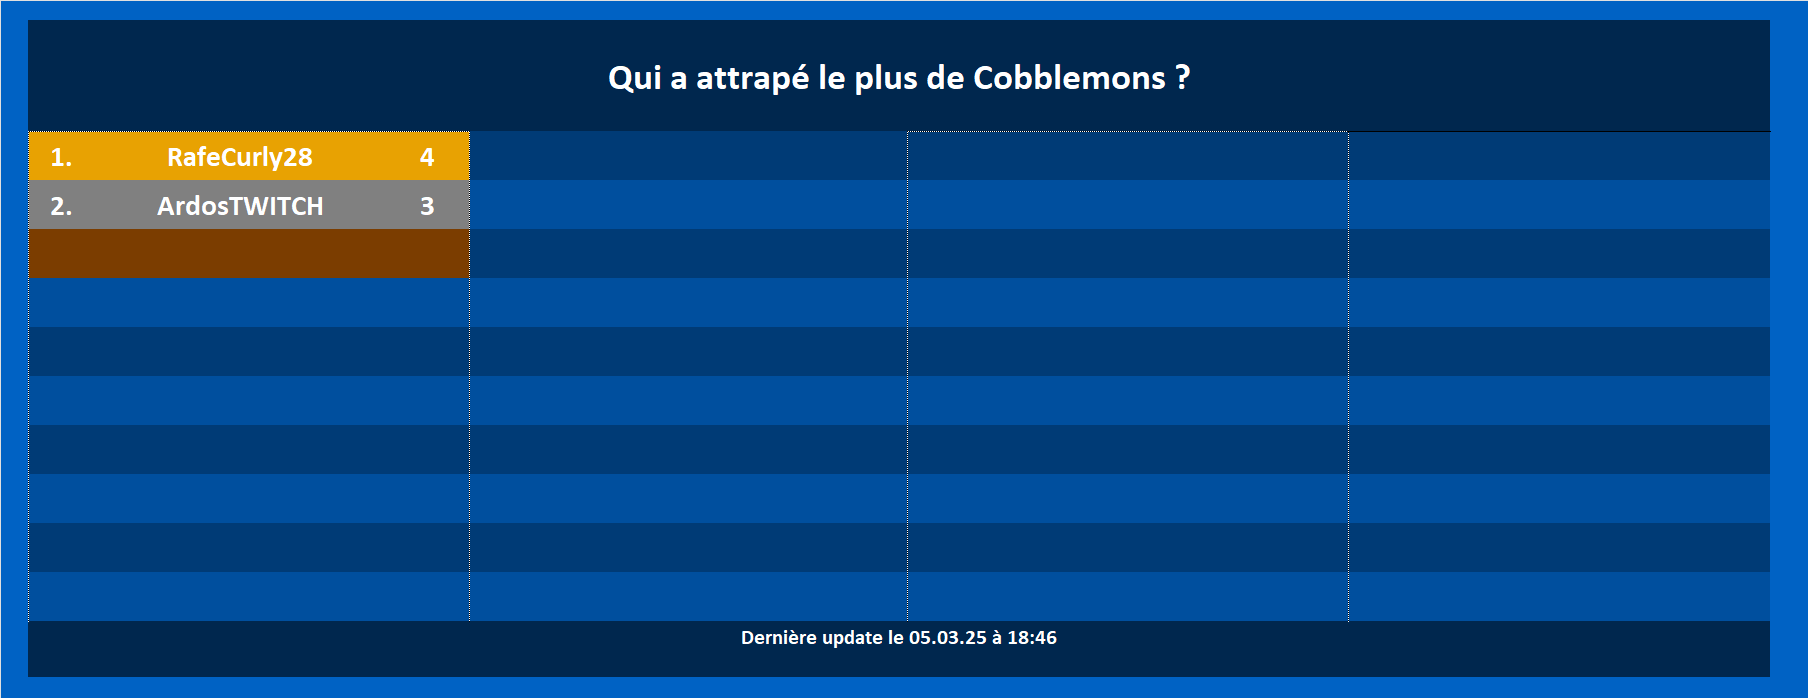 Qui a attrapé le plus de Cobblemons ?
1. RafeCurly28 4
2. ArdosTWITCH 3
Dernière update le 05.03.25 à 18:46